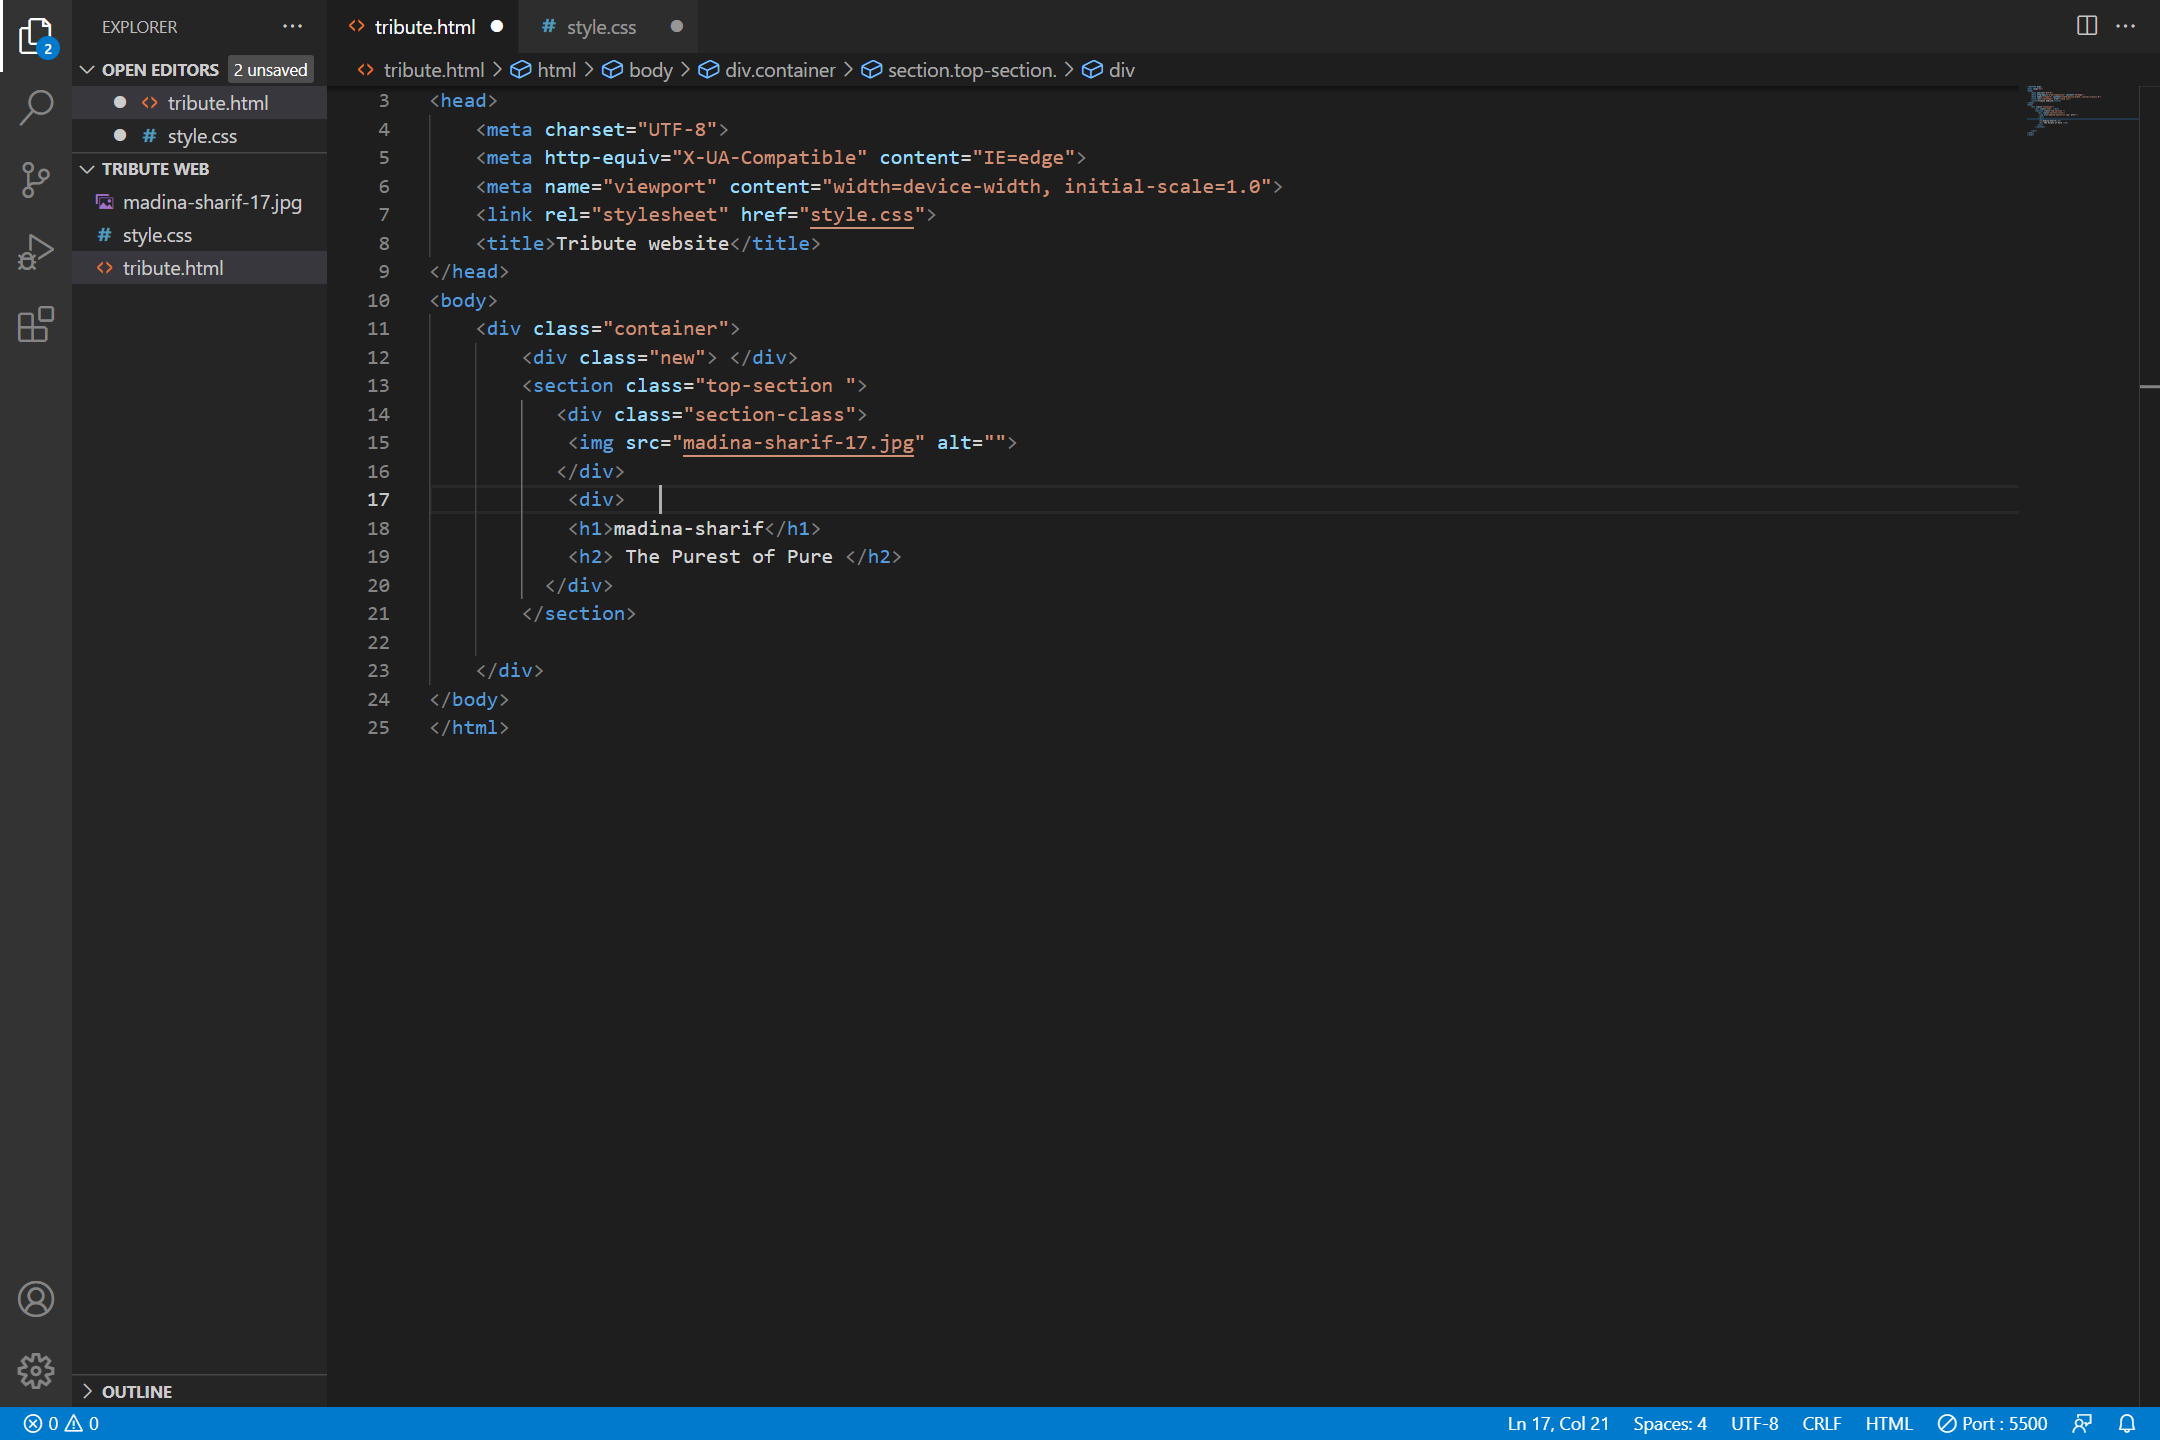 EXPLORER
tribute.html
style.css
OPEN EDITORS 2 unsaved
tribute.html > html > body > div.container > section.top-section. > div
tribute.html
style.css
TRIBUTE WEB
madina-sharif-17.jpg
style.css
tribute.html
2
3 <head>
4 <meta charset="UTF-8">
5 <meta http-equiv="X-UA-Compatible" content="IE=edge">
6 <meta name="viewport" content="width=device-width, initial-scale=1.0">
7 <link rel="stylesheet" href="style.css">
8 <title>Tribute website</title>
9 </head>
10 <body>
11 <div class="container">
12 <div class="new"> </div>
13 <section class="top-section ">
14 <div class="section-class">
15 <img src="madina-sharif-17.jpg" alt="">
16 </div>
17 <div>
18 <h1>madina-sharif</h1>
19 <h2> The Purest of Pure </h2>
20 </div>
21 </section>
22
23 </div>
24 </body>
25 </html>
OUTLINE
0 0 Ln 17, Col 21 Spaces: 4 UTF-8 CRLF HTML Port : 5500